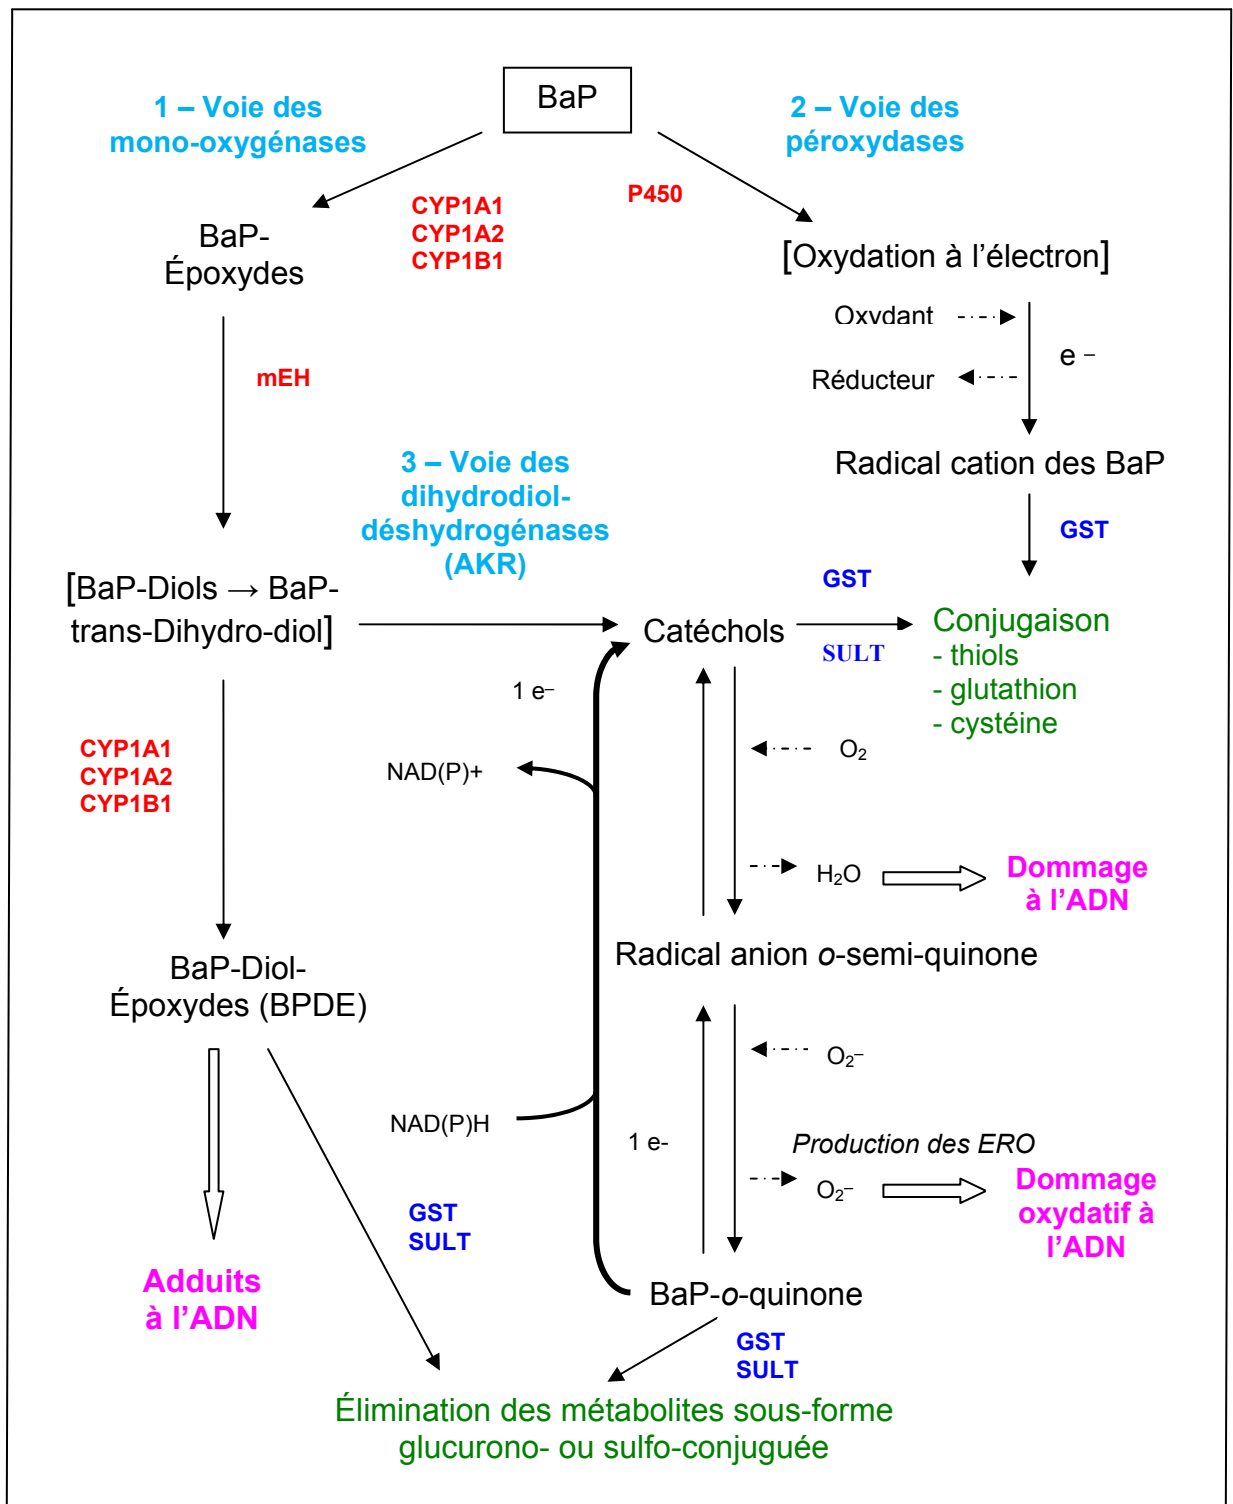 BaP
1 – Voie des
mono-oxygénases
2 – Voie des
péroxydases
CYP1A1
CYP1A2
CYP1B1
P450
BaP-
Époxydes
[Oxydation à l'électron]
Oxydant
e –
Réducteur
mEH
Radical cation des BaP
3 – Voie des
dihydrodiol-
déshydrogénases
(AKR)
GST
[BaP-Diols → BaP-
trans-Dihydro-diol]
GST
Catéchols
SULT
Conjugaison
- thiols
- glutathion
- cystéine
1 e–
CYP1A1
CYP1A2
CYP1B1
NAD(P)+
O2
H2O
Dommage
à l'ADN
BaP-Diol-
Époxydes (BPDE)
Radical anion o-semi-quinone
O2–
NAD(P)H
1 e-
Production des ERO
O2–
Dommage
oxydatif à
l'ADN
GST
SULT
Adduits
à l'ADN
BaP-o-quinone
GST
SULT
Élimination des métabolites sous-forme
glucurono- ou sulfo-conjuguée